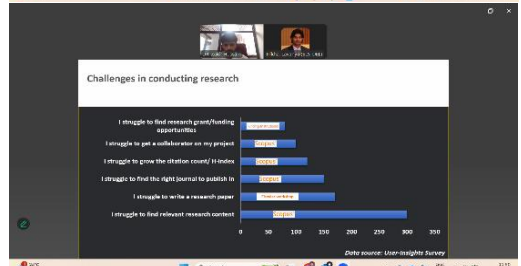 Challenges in conducting research
I struggle to find research grant/funding
opportunities
I struggle to get a collaborator on my project
Scopus
I struggle to grow the citation count/ H-index
Scopus
I struggle to find the right journal to publish in
Scopus
I struggle to write a research paper
I struggle to find relevant research content
Scopus
0 50 100 150 200 250 300 350
Data source: User-Insights Survey